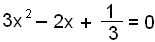 3x² − 2x + 1/3 = 0